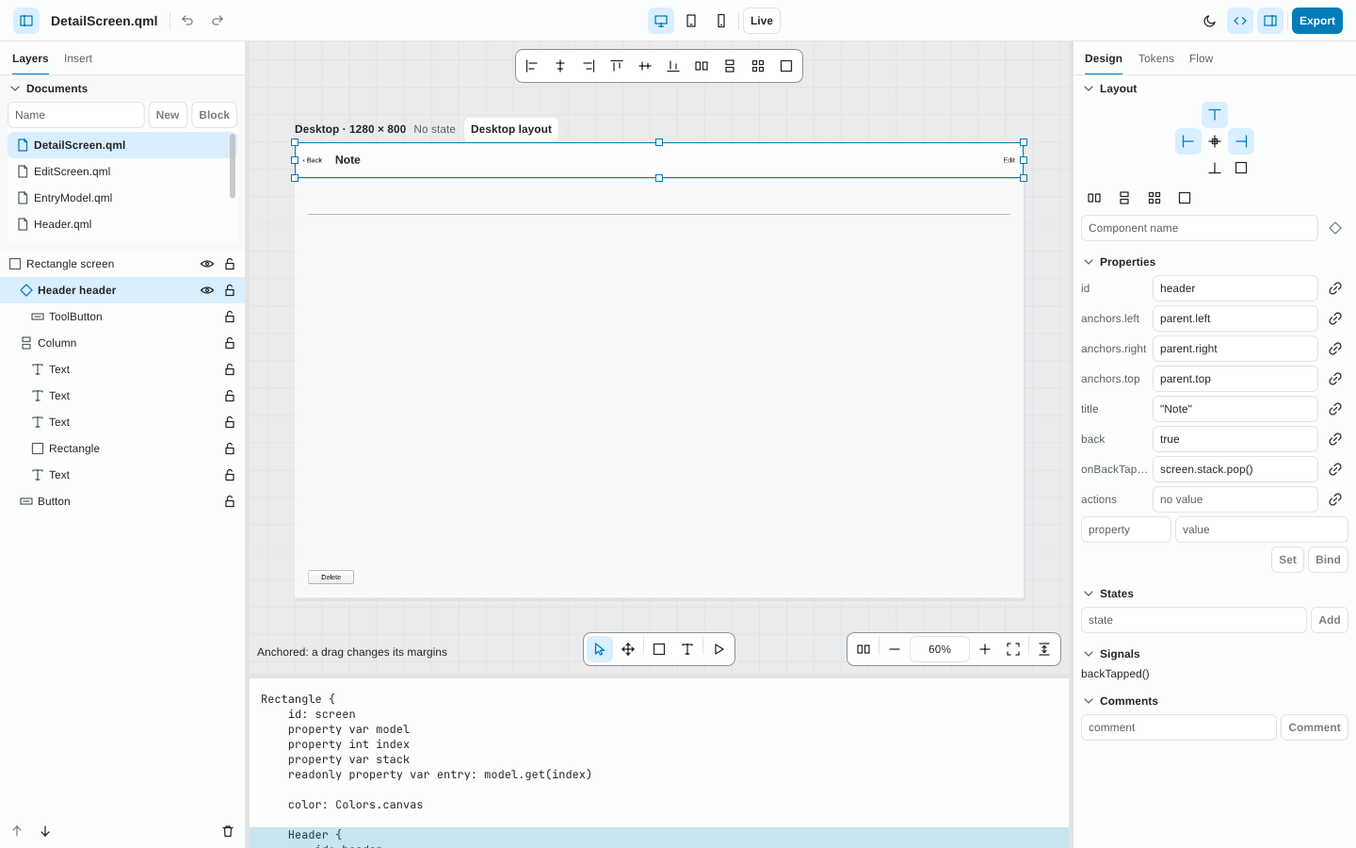 DetailScreen.qml
Live
Export
Layers
Insert
Documents
Name
New
Block
DetailScreen.qml
EditScreen.qml
EntryModel.qml
Header.qml
Rectangle screen
Header header
ToolButton
Column
Text
Text
Text
Rectangle
Text
Button
Desktop · 1280 × 800
No state
Desktop layout
‹ Back
Note
Edit
Delete
Anchored: a drag changes its margins
60%
Rectangle {
id: screen
property var model
property int index
property var stack
readonly property var entry: model.get(index)
color: Colors.canvas
Header {
id: header
Design
Tokens
Flow
Layout
Component name
Properties
id
header
anchors.left
parent.left
anchors.right
parent.right
anchors.top
parent.top
title
"Note"
back
true
onBackTap…
screen.stack.pop()
actions
no value
property
value
Set
Bind
States
state
Add
Signals
backTapped()
Comments
comment
Comment